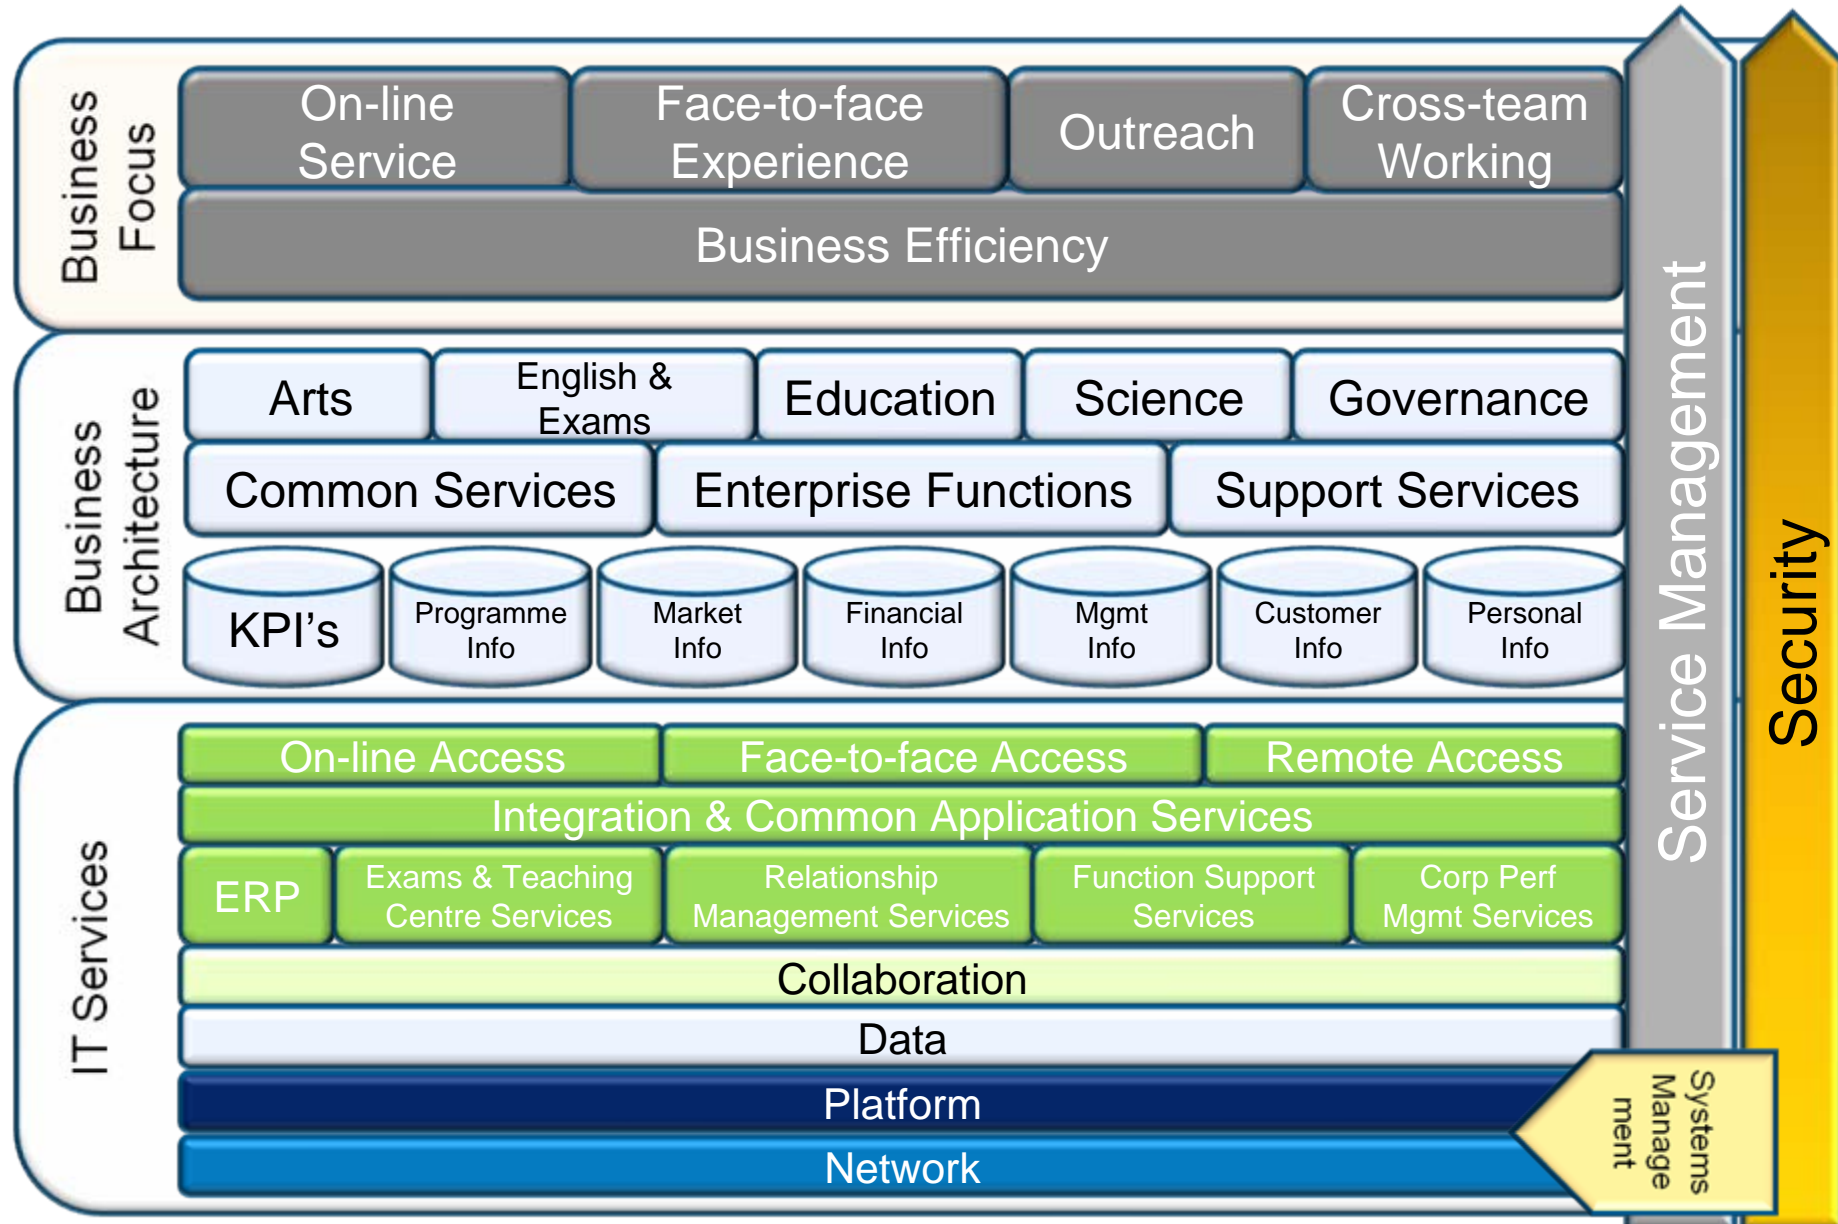 Business
Focus
On-line
Service
Face-to-face
Experience
Outreach
Cross-team
Working
Business Efficiency
Business
Architecture
Arts
English &
Exams
Education
Science
Governance
Common Services
Enterprise Functions
Support Services
KPI's
Programme
Info
Market
Info
Financial
Info
Mgmt
Info
Customer
Info
Personal
Info
IT Services
On-line Access
Face-to-face Access
Remote Access
Integration & Common Application Services
ERP
Exams & Teaching
Centre Services
Relationship
Management Services
Function Support
Services
Corp Perf
Mgmt Services
Collaboration
Data
Platform
Network
Systems
Manage
ment
Service Management
Security